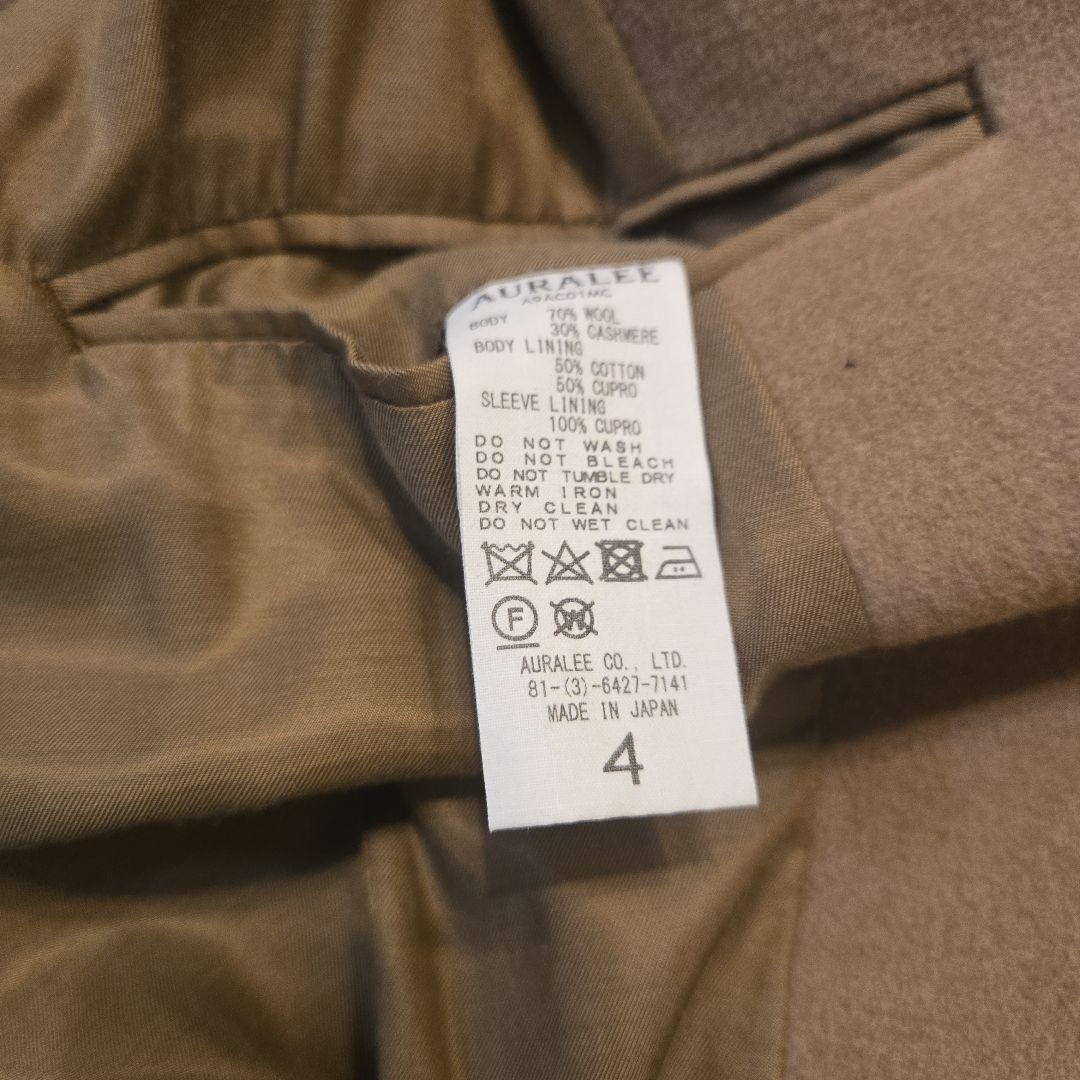 AURALEE
A9AC01MC
BODY 70% WOOL
30% CASHMERE
BODY LINING
50% COTTON
50% CUPRO
SLEEVE LINING
100% CUPRO
DO NOT WASH
DO NOT BLEACH
DO NOT TUMBLE DRY
WARM IRON
DRY CLEAN
DO NOT WET CLEAN
F W
AURALEE CO., LTD.
81-(3)-6427-7141
MADE IN JAPAN
4